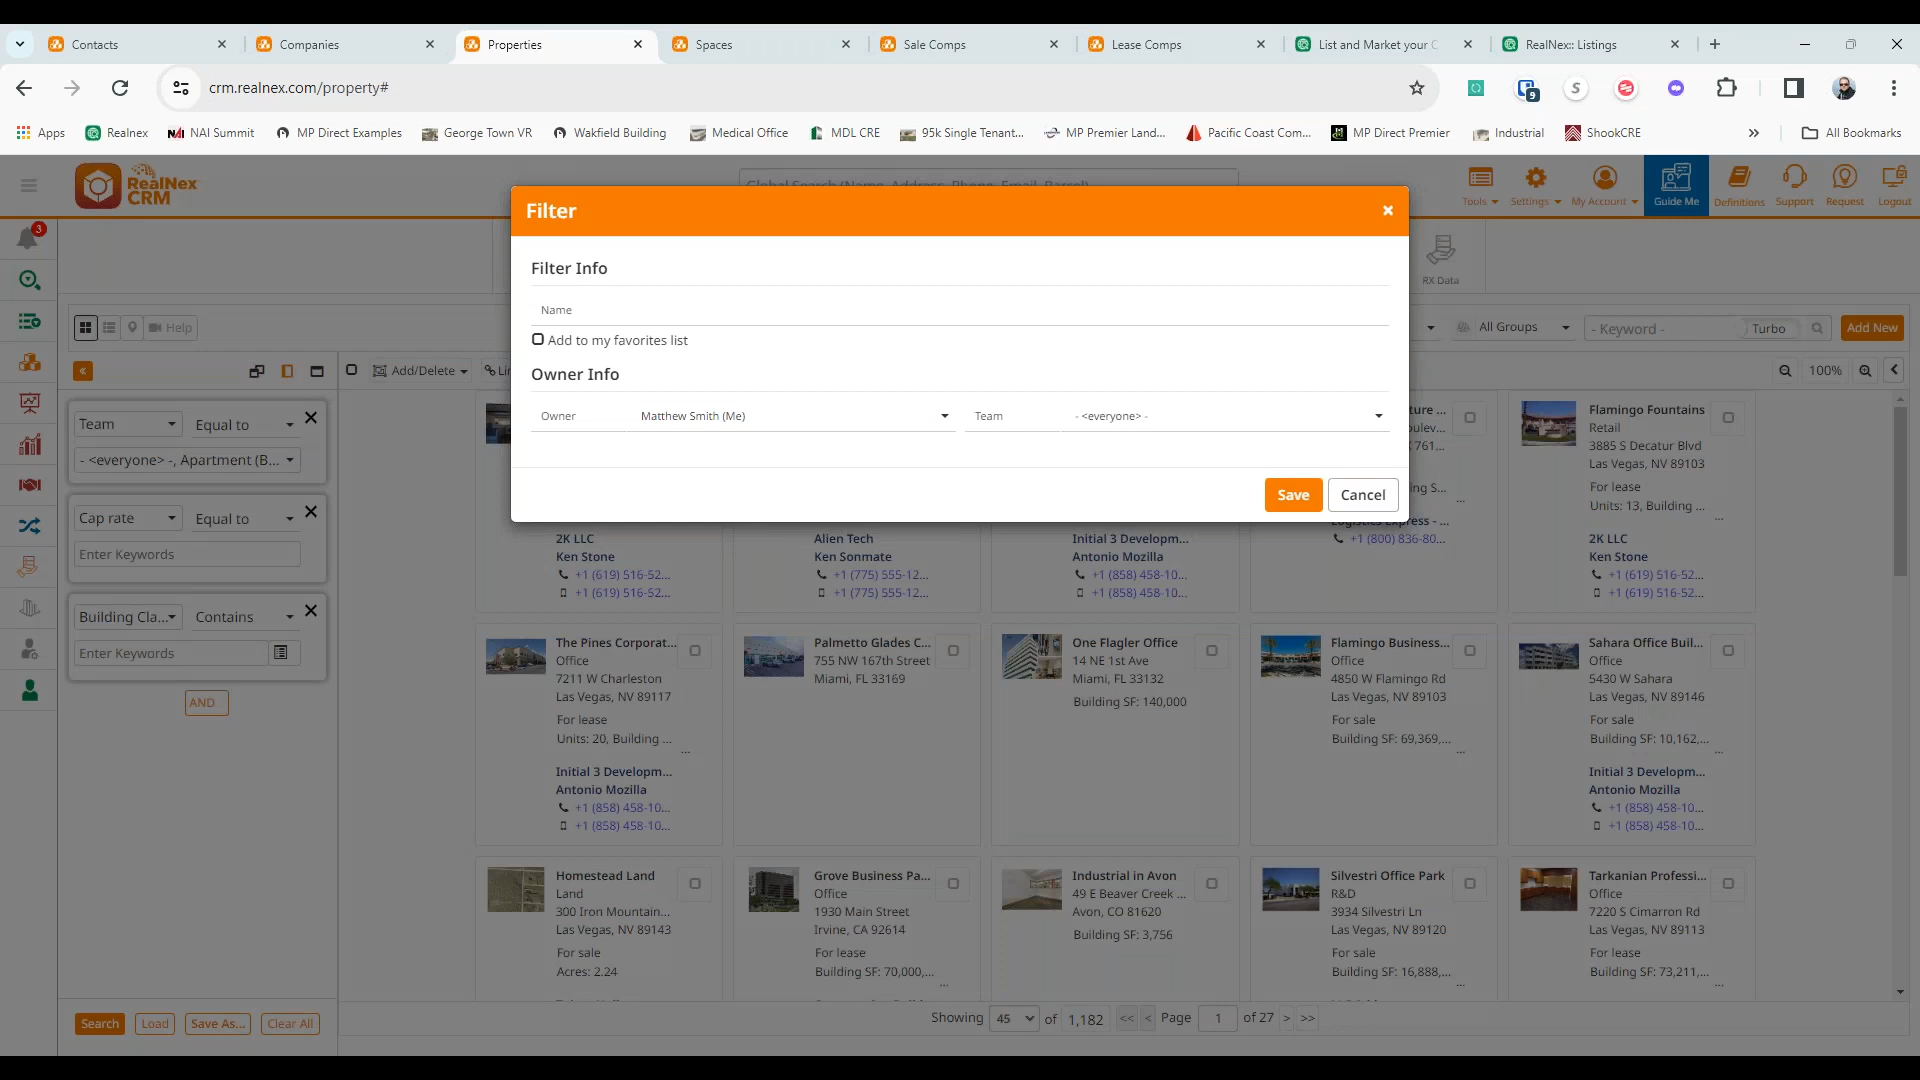 Contacts
Companies
Properties
Spaces
Sale Comps
Lease Comps
List and Market your C
RealNex:: Listings
crm.realnex.com/property#
9
S
Apps
Realnex
NAI Summit
MP Direct Examples
George Town VR
Wakfield Building
Medical Office
MDL CRE
95k Single Tenant...
MP Premier Land...
Pacific Coast Com...
MP Direct Premier
Industrial
ShookCRE
»
All Bookmarks
RealNex
CRM
Global Search (Name, Address, Phone, Email, Parcel)
Tools
Settings
My Account
Guide Me
Definitions
Support
Request
Logout
3
RX Data
Help
All Groups
- Keyword -
Turbo
Add New
Add/Delete
100%
Filter
Filter Info
Name
Add to my favorites list
Owner Info
Owner
Matthew Smith (Me)
Team
- <everyone> -
Save
Cancel
Team
Equal to
- <everyone> -, Apartment (B...
Cap rate
Equal to
Enter Keywords
Building Cla...
Contains
Enter Keywords
AND
2K LLC
Ken Stone
+1 (619) 516-52...
+1 (619) 516-52...
Alien Tech
Ken Sonmate
+1 (775) 555-12...
+1 (775) 555-12...
Initial 3 Developm...
Antonio Mozilla
+1 (858) 458-10...
+1 (858) 458-10...
ture ...
oulev...
761...
ing S...
...
Logistics Express - ...
+1 (800) 836-80...
Flamingo Fountains
Retail
3885 S Decatur Blvd
Las Vegas, NV 89103
For lease
Units: 13, Building ...
...
2K LLC
Ken Stone
+1 (619) 516-52...
+1 (619) 516-52...
The Pines Corporat...
Office
7211 W Charleston
Las Vegas, NV 89117
For lease
Units: 20, Building ...
...
Initial 3 Developm...
Antonio Mozilla
+1 (858) 458-10...
+1 (858) 458-10...
Palmetto Glades C...
755 NW 167th Street
Miami, FL 33169
One Flagler Office
14 NE 1st Ave
Miami, FL 33132
Building SF: 140,000
Flamingo Business...
Office
4850 W Flamingo Rd
Las Vegas, NV 89103
For sale
Building SF: 69,369,...
...
Sahara Office Buil...
Office
5430 W Sahara
Las Vegas, NV 89146
For sale
Building SF: 10,162,...
...
Initial 3 Developm...
Antonio Mozilla
+1 (858) 458-10...
+1 (858) 458-10...
Homestead Land
Land
300 Iron Mountain...
Las Vegas, NV 89143
For sale
Acres: 2.24
Grove Business Pa...
Office
1930 Main Street
Irvine, CA 92614
For lease
Building SF: 70,000,...
...
Industrial in Avon
49 E Beaver Creek ...
Avon, CO 81620
Building SF: 3,756
Silvestri Office Park
R&D
3934 Silvestri Ln
Las Vegas, NV 89120
For sale
Building SF: 16,888,...
...
Tarkanian Professi...
Office
7220 S Cimarron Rd
Las Vegas, NV 89113
For lease
Building SF: 73,211,...
...
Search
Load
Save As...
Clear All
Showing 45 of 1,182 << < Page 1 of 27 > >>